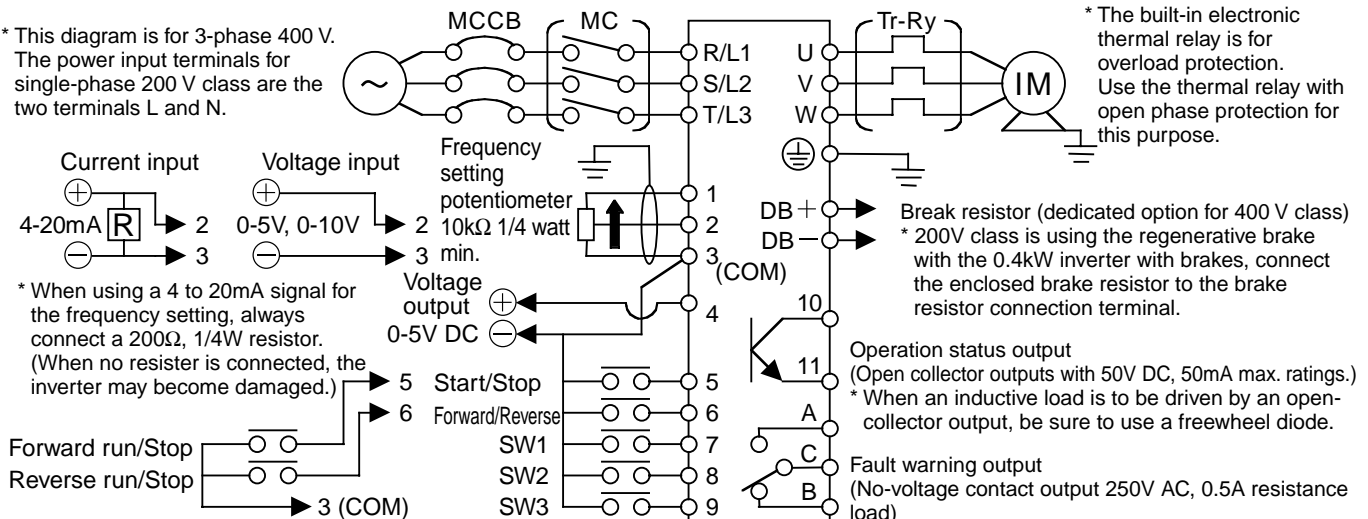 * This diagram is for 3-phase 400 V.
The power input terminals for
single-phase 200 V class are the
two terminals L and N.
MCCB
MC
Tr-Ry
* The built-in electronic
thermal relay is for
overload protection.
Use the thermal relay with
open phase protection for
this purpose.
~
R/L1
S/L2
T/L3
U
V
W
IM
Current input
+
4-20mA
R
−
2
3
Voltage input
+
0-5V, 0-10V
−
2
3
Frequency
setting
potentiometer
10kΩ 1/4 watt
min.
1
2
3
(COM)
DB+
DB−
Break resistor (dedicated option for 400 V class)
* 200V class is using the regenerative brake
with the 0.4kW inverter with brakes, connect
the enclosed brake resistor to the brake
resistor connection terminal.
* When using a 4 to 20mA signal for
the frequency setting, always
connect a 200Ω, 1/4W resistor.
(When no resister is connected, the
inverter may become damaged.)
Voltage
output
+
0-5V DC
−
4
10
11
Operation status output
(Open collector outputs with 50V DC, 50mA max. ratings.)
* When an inductive load is to be driven by an open-
collector output, be sure to use a freewheel diode.
5
6
Start/Stop
5
Forward/Reverse
6
SW1
7
SW2
8
SW3
9
Forward run/Stop
Reverse run/Stop
3 (COM)
A
C
B
Fault warning output
(No-voltage contact output 250V AC, 0.5A resistance
load)